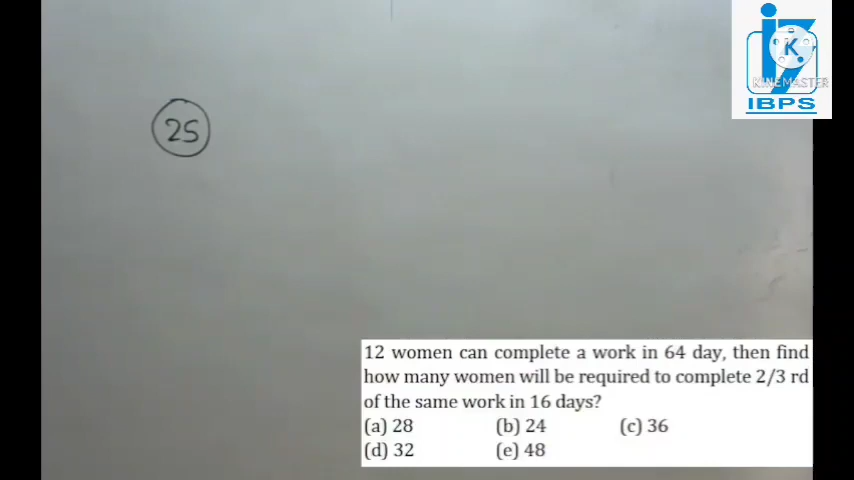 25
K
KINEMASTER
IBPS
12 women can complete a work in 64 day, then find
how many women will be required to complete 2/3 rd
of the same work in 16 days?
(a) 28 (b) 24 (c) 36
(d) 32 (e) 48